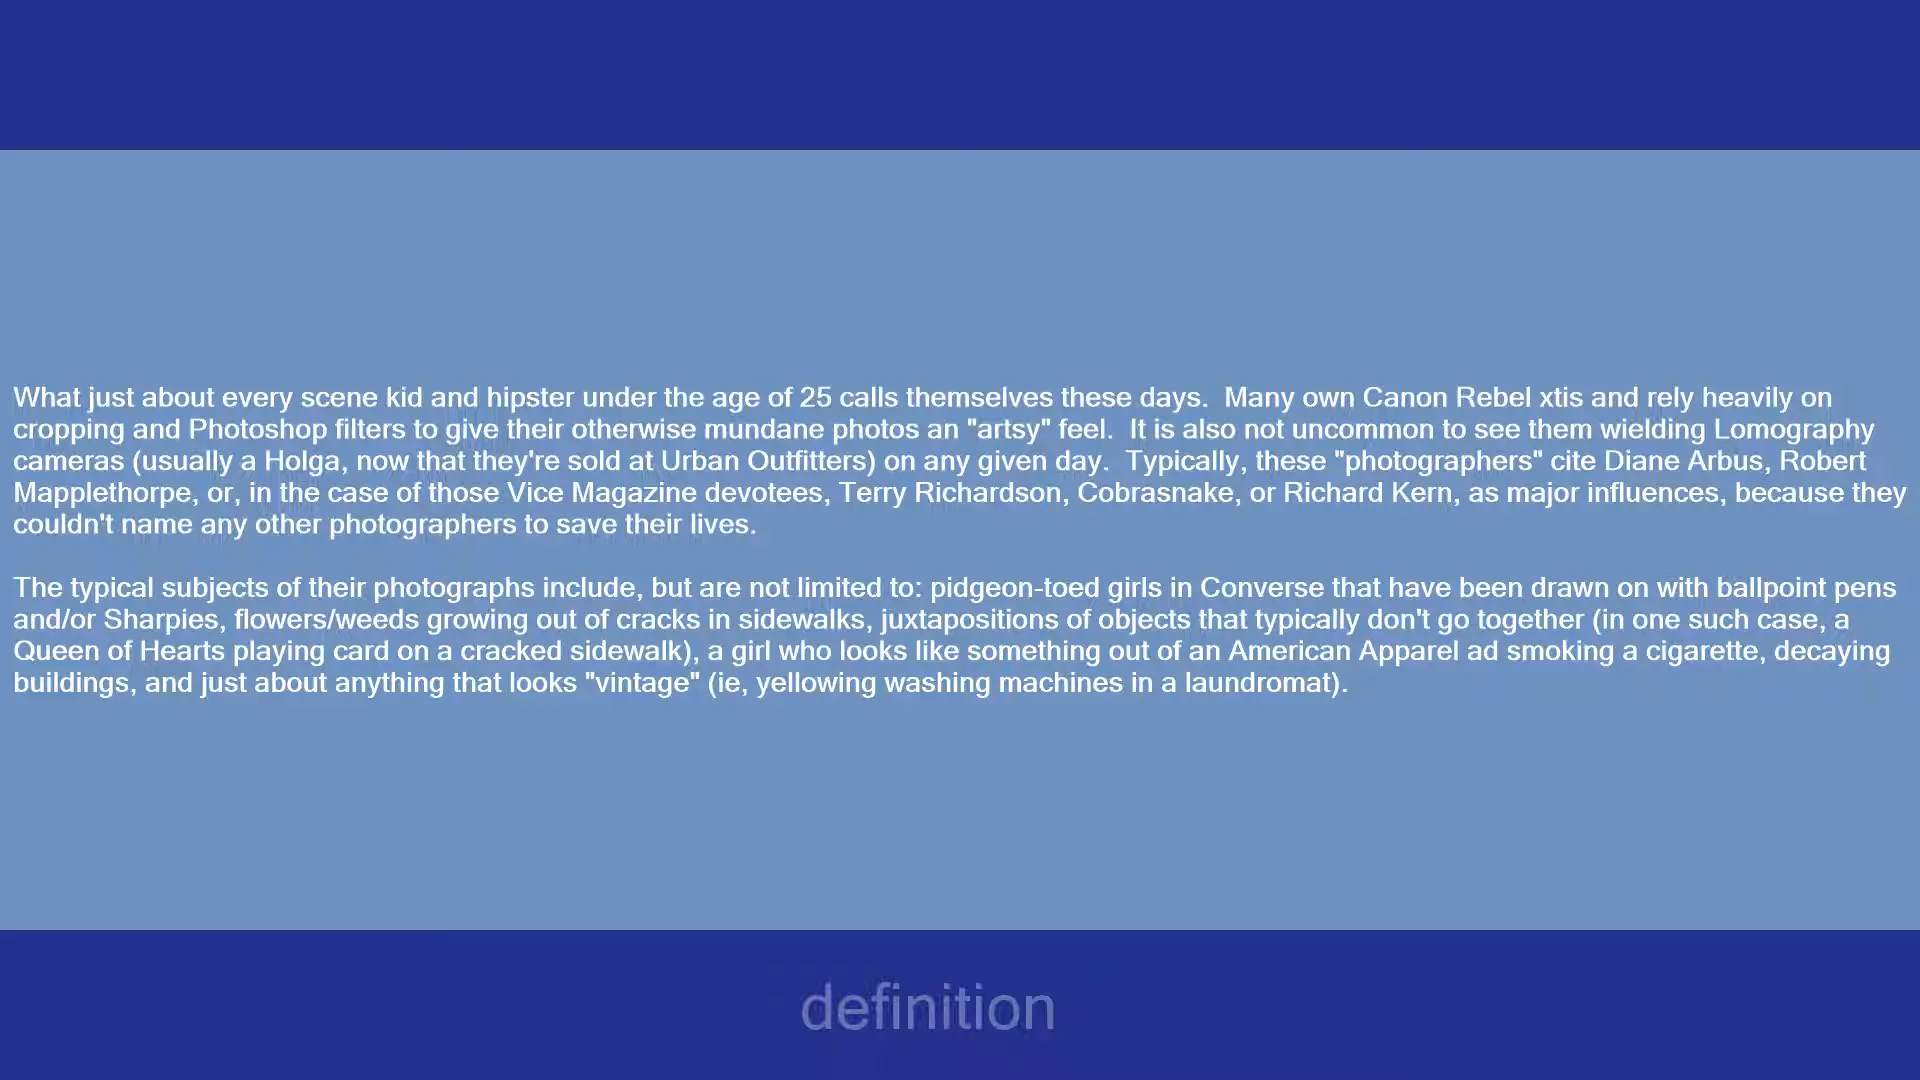 What just about every scene kid and hipster under the age of 25 calls themselves these days.  Many own Canon Rebel xtis and rely heavily on
cropping and Photoshop filters to give their otherwise mundane photos an "artsy" feel.  It is also not uncommon to see them wielding Lomography
cameras (usually a Holga, now that they're sold at Urban Outfitters) on any given day.  Typically, these "photographers" cite Diane Arbus, Robert
Mapplethorpe, or, in the case of those Vice Magazine devotees, Terry Richardson, Cobrasnake, or Richard Kern, as major influences, because they
couldn't name any other photographers to save their lives.
The typical subjects of their photographs include, but are not limited to: pidgeon-toed girls in Converse that have been drawn on with ballpoint pens
and/or Sharpies, flowers/weeds growing out of cracks in sidewalks, juxtapositions of objects that typically don't go together (in one such case, a
Queen of Hearts playing card on a cracked sidewalk), a girl who looks like something out of an American Apparel ad smoking a cigarette, decaying
buildings, and just about anything that looks "vintage" (ie, yellowing washing machines in a laundromat).
definition